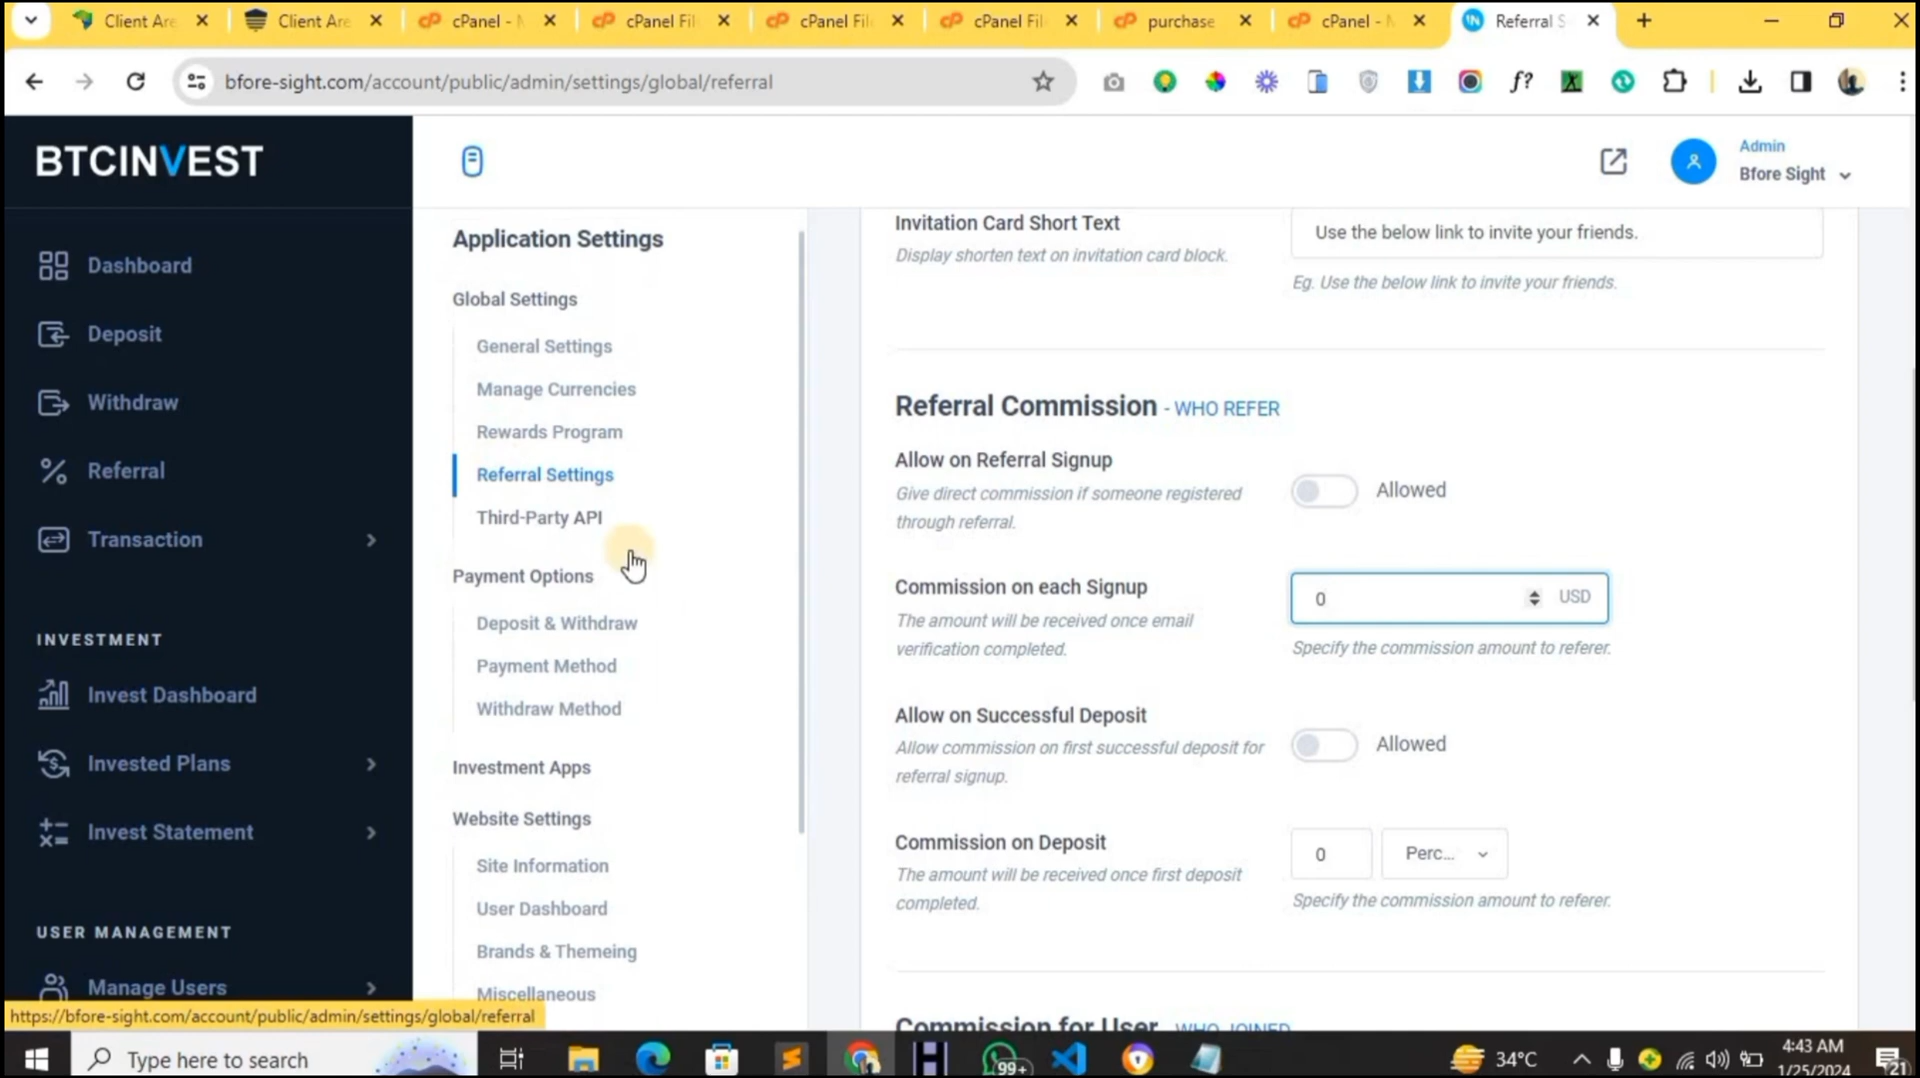 Client Are
Client Are
cPanel - M
cPanel File
cPanel File
cPanel File
purchase
cPanel - M
Referral S
bfore-sight.com/account/public/admin/settings/global/referral
f?
BTCINVEST
Admin
Bfore Sight
Dashboard
Deposit
Withdraw
Referral
Transaction
INVESTMENT
Invest Dashboard
Invested Plans
Invest Statement
USER MANAGEMENT
Manage Users
Application Settings
Global Settings
General Settings
Manage Currencies
Rewards Program
Referral Settings
Third-Party API
Payment Options
Deposit & Withdraw
Payment Method
Withdraw Method
Investment Apps
Website Settings
Site Information
User Dashboard
Brands & Themeing
Miscellaneous
Invitation Card Short Text
Display shorten text on invitation card block.
Use the below link to invite your friends.
Eg. Use the below link to invite your friends.
Referral Commission - WHO REFER
Allow on Referral Signup
Give direct commission if someone registered
through referral.
Allowed
Commission on each Signup
The amount will be received once email
verification completed.
0 USD
Specify the commission amount to referer.
Allow on Successful Deposit
Allow commission on first successful deposit for
referral signup.
Allowed
Commission on Deposit
The amount will be received once first deposit
completed.
0 Perc...
Specify the commission amount to referer.
Commission for User WHO JOINED
https://bfore-sight.com/account/public/admin/settings/global/referral
Type here to search
99+
34°C
4:43 AM
1/25/2024
21